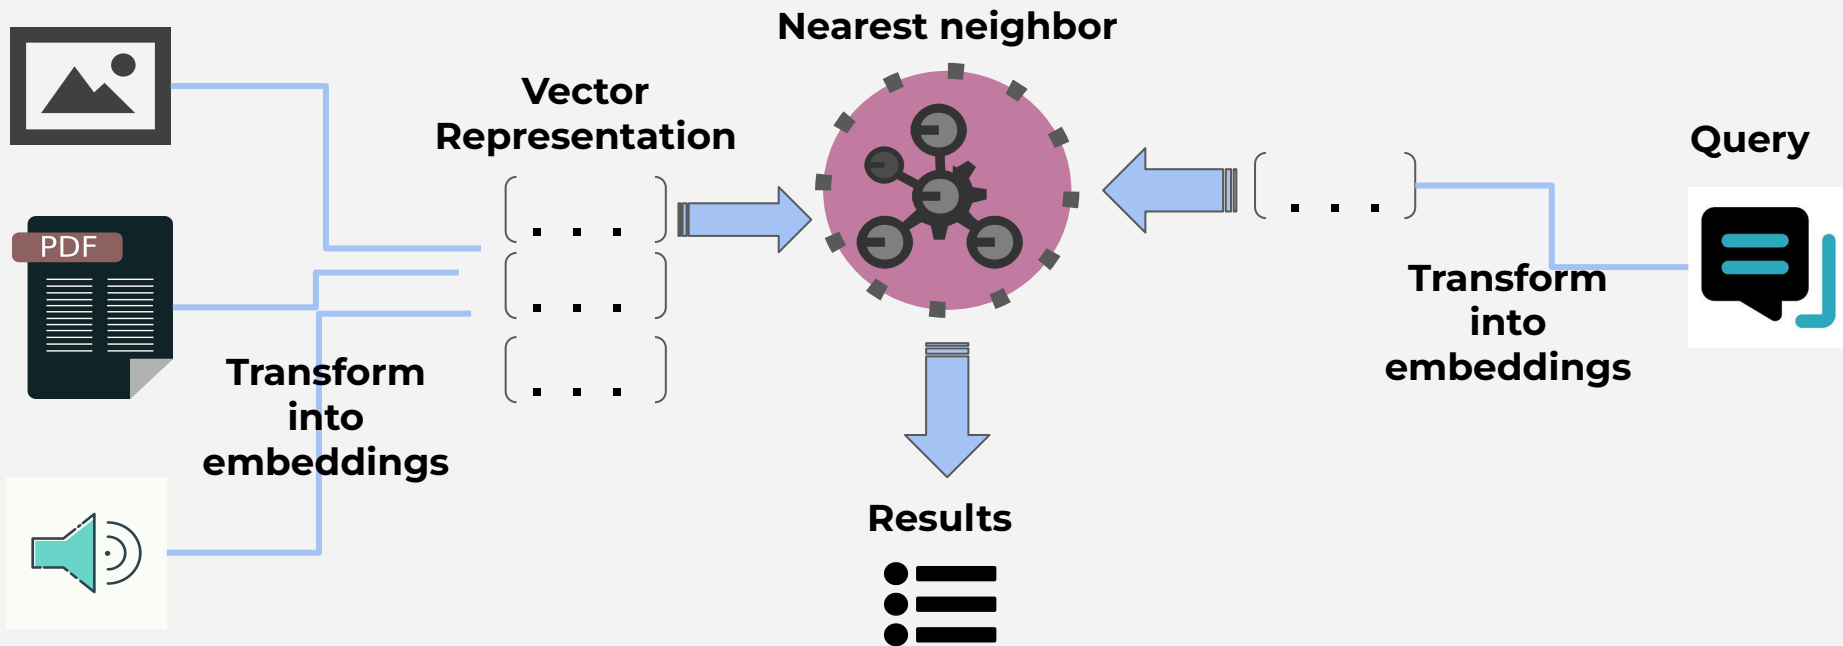 Nearest neighbor
Vector
Representation
Query
PDF
Transform
into
embeddings
Transform
into
embeddings
Results